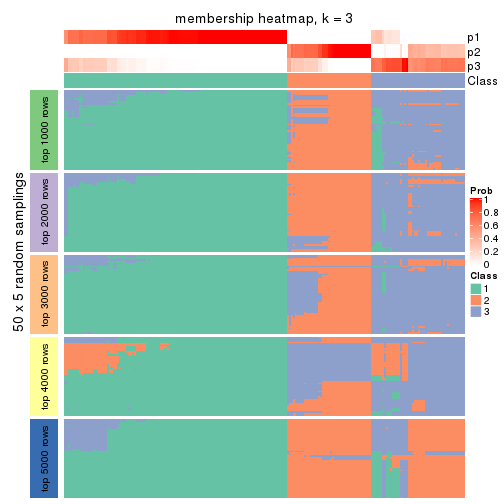 membership heatmap, k = 3
p1
p2
p3
Class
50 x 5 random samplings
top 1000 rows
top 2000 rows
top 3000 rows
top 4000 rows
top 5000 rows
Prob
1
0.8
0.6
0.4
0.2
0
Class
1
2
3